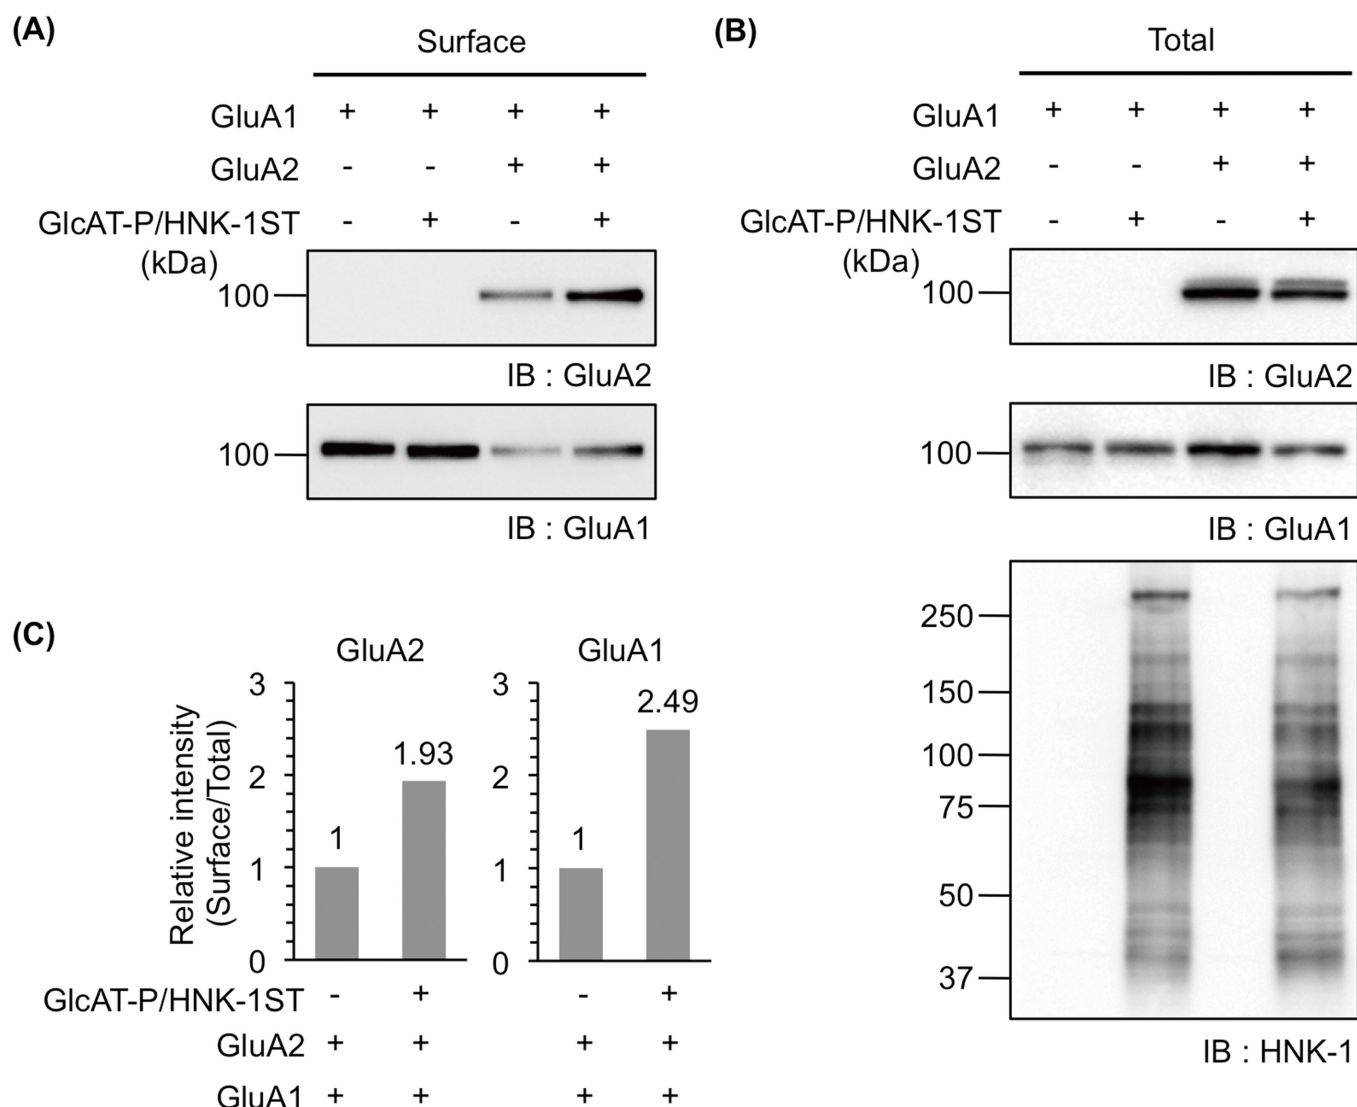 (A)
Surface
GluA1 + + + +
GluA2 - - + +
GlcAT-P/HNK-1ST - + - +
(kDa)
100
IB : GluA2
100
IB : GluA1
(B)
Total
GluA1 + + + +
GluA2 - - + +
GlcAT-P/HNK-1ST - + - +
(kDa)
100
IB : GluA2
100
IB : GluA1
250
150
100
75
50
37
IB : HNK-1
(C)
GluA2
Relative intensity
(Surface/Total)
3
2
1
0
1
1.93
GluA1
3
2
1
0
1
2.49
GlcAT-P/HNK-1ST - + - +
GluA2 + + + +
GluA1 + + + +